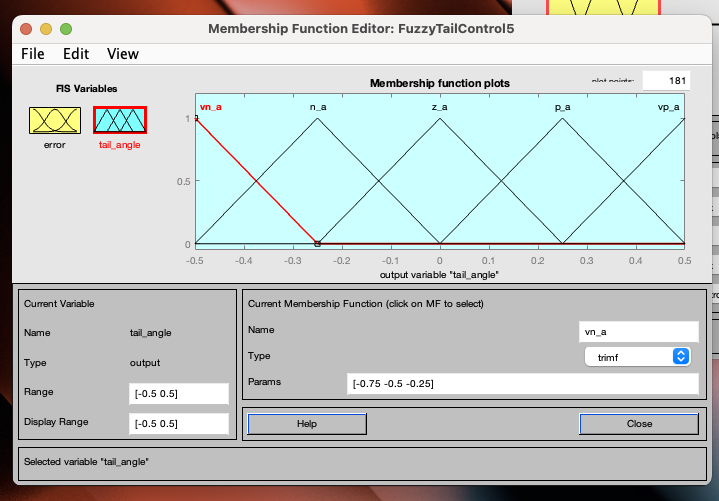 Membership Function Editor: FuzzyTailControl5
File Edit View
FIS Variables
Membership function plots
plot points: 181
error
tail_angle
vn_a n_a z_a p_a vp_a
1
0.5
0
-0.5 -0.4 -0.3 -0.2 -0.1 0 0.1 0.2 0.3 0.4 0.5
output variable "tail_angle"
Current Variable
Name tail_angle
Type output
Range [-0.5 0.5]
Display Range [-0.5 0.5]
Current Membership Function (click on MF to select)
Name vn_a
Type trimf
Params [-0.75 -0.5 -0.25]
Help Close
Selected variable "tail_angle"